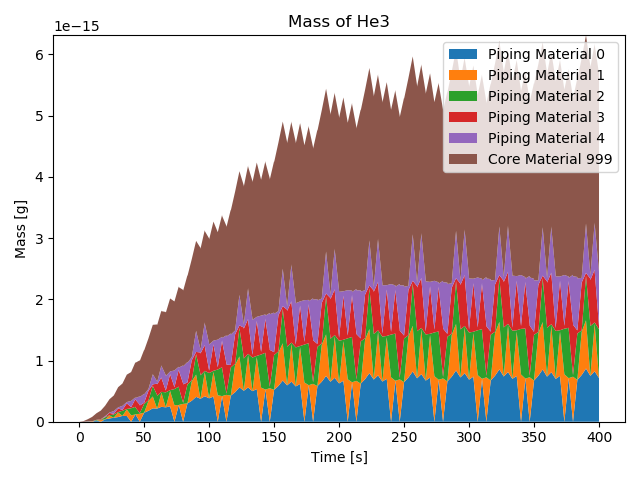 Mass of He3
1e−15
Mass [g]
6
5
4
3
2
1
0
Piping Material 0
Piping Material 1
Piping Material 2
Piping Material 3
Piping Material 4
Core Material 999
0 50 100 150 200 250 300 350 400
Time [s]